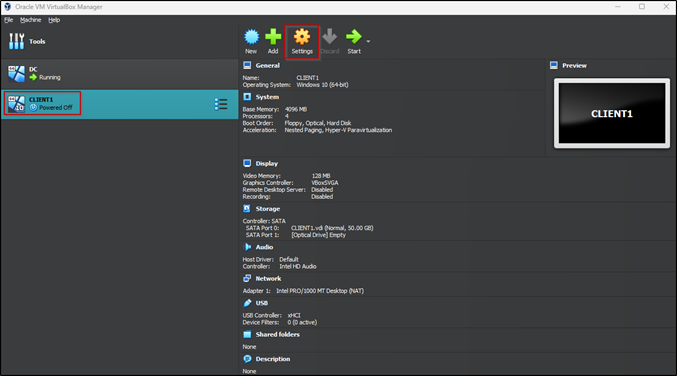 Oracle VM VirtualBox Manager
File Machine Help
Tools
New Add Settings Discard Start
DC
Running
CLIENT1
Powered Off
General
Name: CLIENT1
Operating System: Windows 10 (64-bit)
System
Base Memory: 4096 MB
Processors: 4
Boot Order: Floppy, Optical, Hard Disk
Acceleration: Nested Paging, Hyper-V Paravirtualization
Preview
CLIENT1
Display
Video Memory: 128 MB
Graphics Controller: VBoxSVGA
Remote Desktop Server: Disabled
Recording: Disabled
Storage
Controller: SATA
SATA Port 0: CLIENT1.vdi (Normal, 50.00 GB)
SATA Port 1: [Optical Drive] Empty
Audio
Host Driver: Default
Controller: Intel HD Audio
Network
Adapter 1: Intel PRO/1000 MT Desktop (NAT)
USB
USB Controller: xHCI
Device Filters: 0 (0 active)
Shared folders
None
Description
None